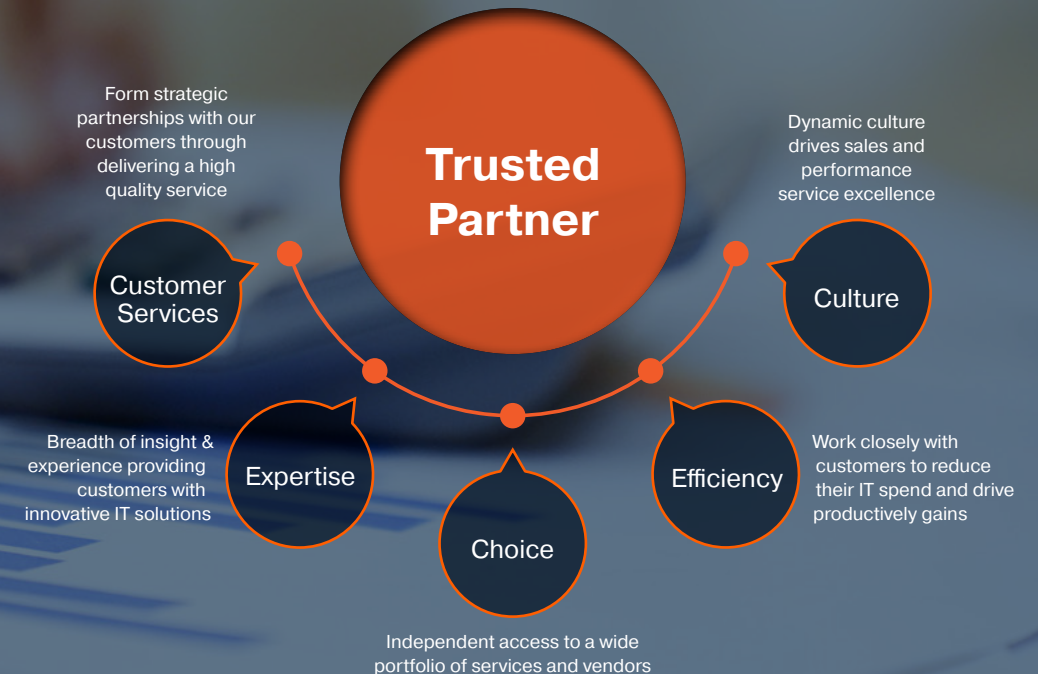 Trusted
Partner
Form strategic
partnerships with our
customers through
delivering a high
quality service
Customer
Services
Breadth of insight &
experience providing
customers with
innovative IT solutions
Expertise
Choice
Independent access to a wide
portfolio of services and vendors
Efficiency
Work closely with
customers to reduce
their IT spend and drive
productively gains
Dynamic culture
drives sales and
performance
service excellence
Culture